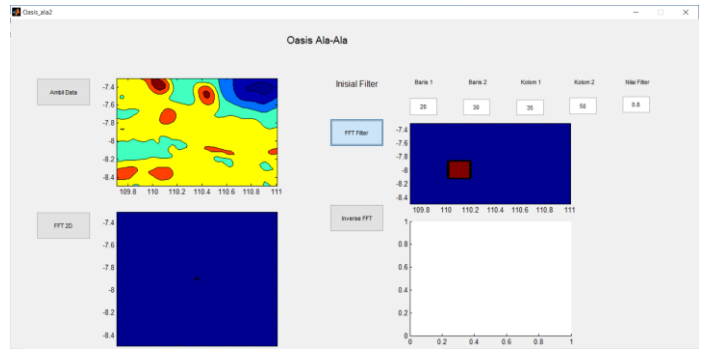 Oasis_ala2
Oasis Ala-Ala
Ambil Data
-7.4
-7.6
-7.8
-8
-8.2
-8.4
109.8 110 110.2 110.4 110.6 110.8 111
FFT 2D
-7.4
-7.6
-7.8
-8
-8.2
-8.4
Inisial Filter
Baris 1 Baris 2 Kolom 1 Kolom 2 Nilai Filter
20 30 35 50 0.8
FFT Filter
-7.4
-7.6
-7.8
-8
-8.2
-8.4
109.8 110 110.2 110.4 110.6 110.8 111
Inverse FFT
1
0.8
0.6
0.4
0.2
0
0 0.2 0.4 0.6 0.8 1